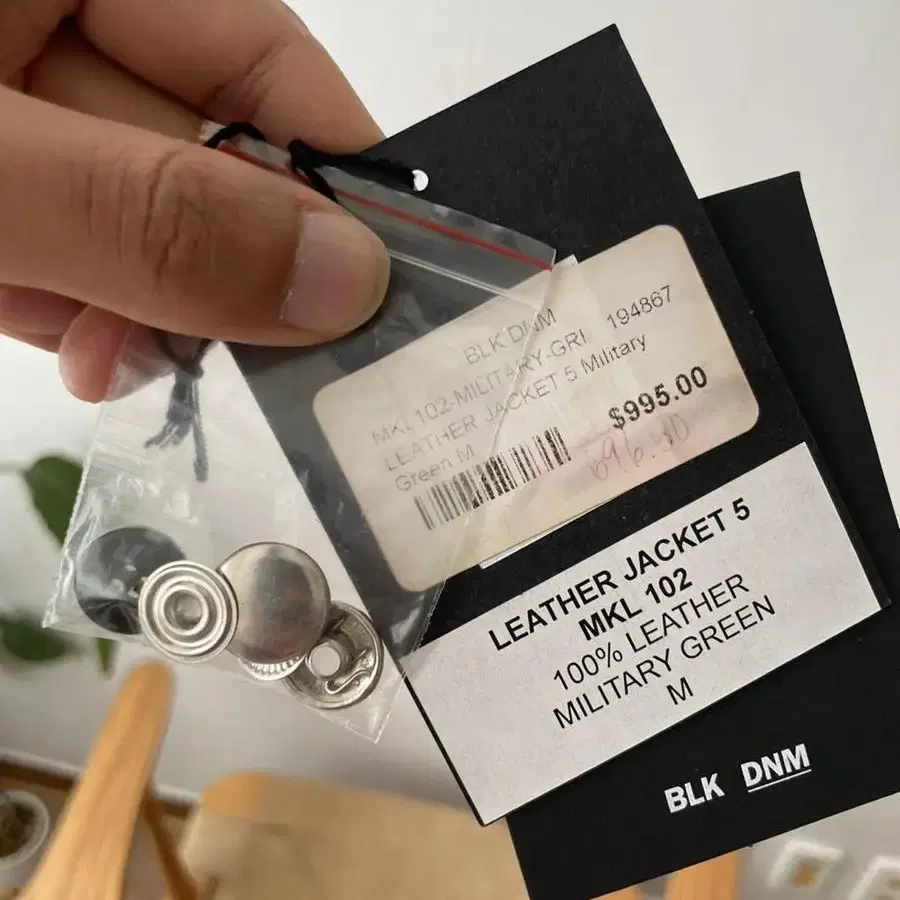 BLK DNM
MKL 102-MILITARY-GRI 194867
LEATHER JACKET 5 Military
Green M
$995.00
696.50
LEATHER JACKET 5
MKL 102
100% LEATHER
MILITARY GREEN
M
BLK DNM